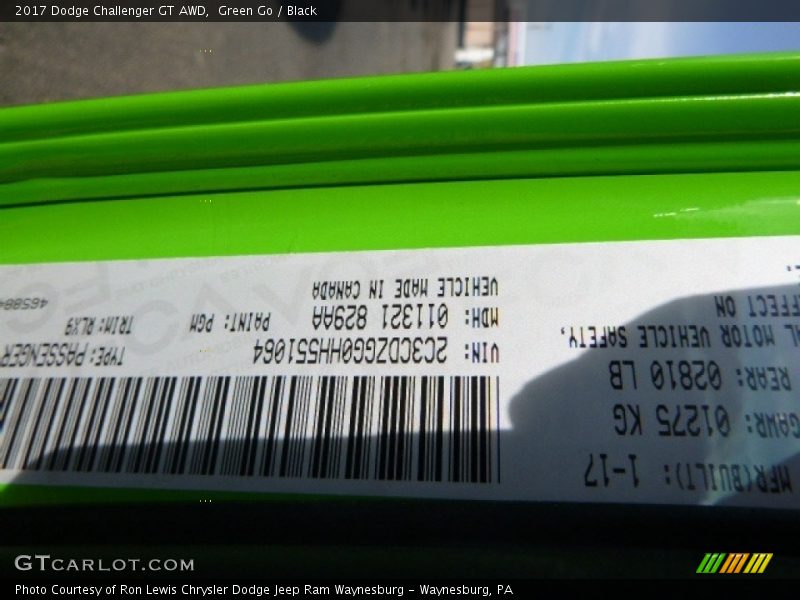 2017 Dodge Challenger GT AWD, Green Go / Black
MFR(BUILT): 1-17
GAWR: 01275 KG
REAR: 02810 LB
MOTOR VEHICLE SAFETY,
EFFECT ON
VIN: 2C3CDZGG0HH551064 TYPE: PASSENGER
MDH: 011321 829AA PAINT: PGM TRIM: RLX9
VEHICLE MADE IN CANADA
GTCARLOT.COM
Photo Courtesy of Ron Lewis Chrysler Dodge Jeep Ram Waynesburg - Waynesburg, PA